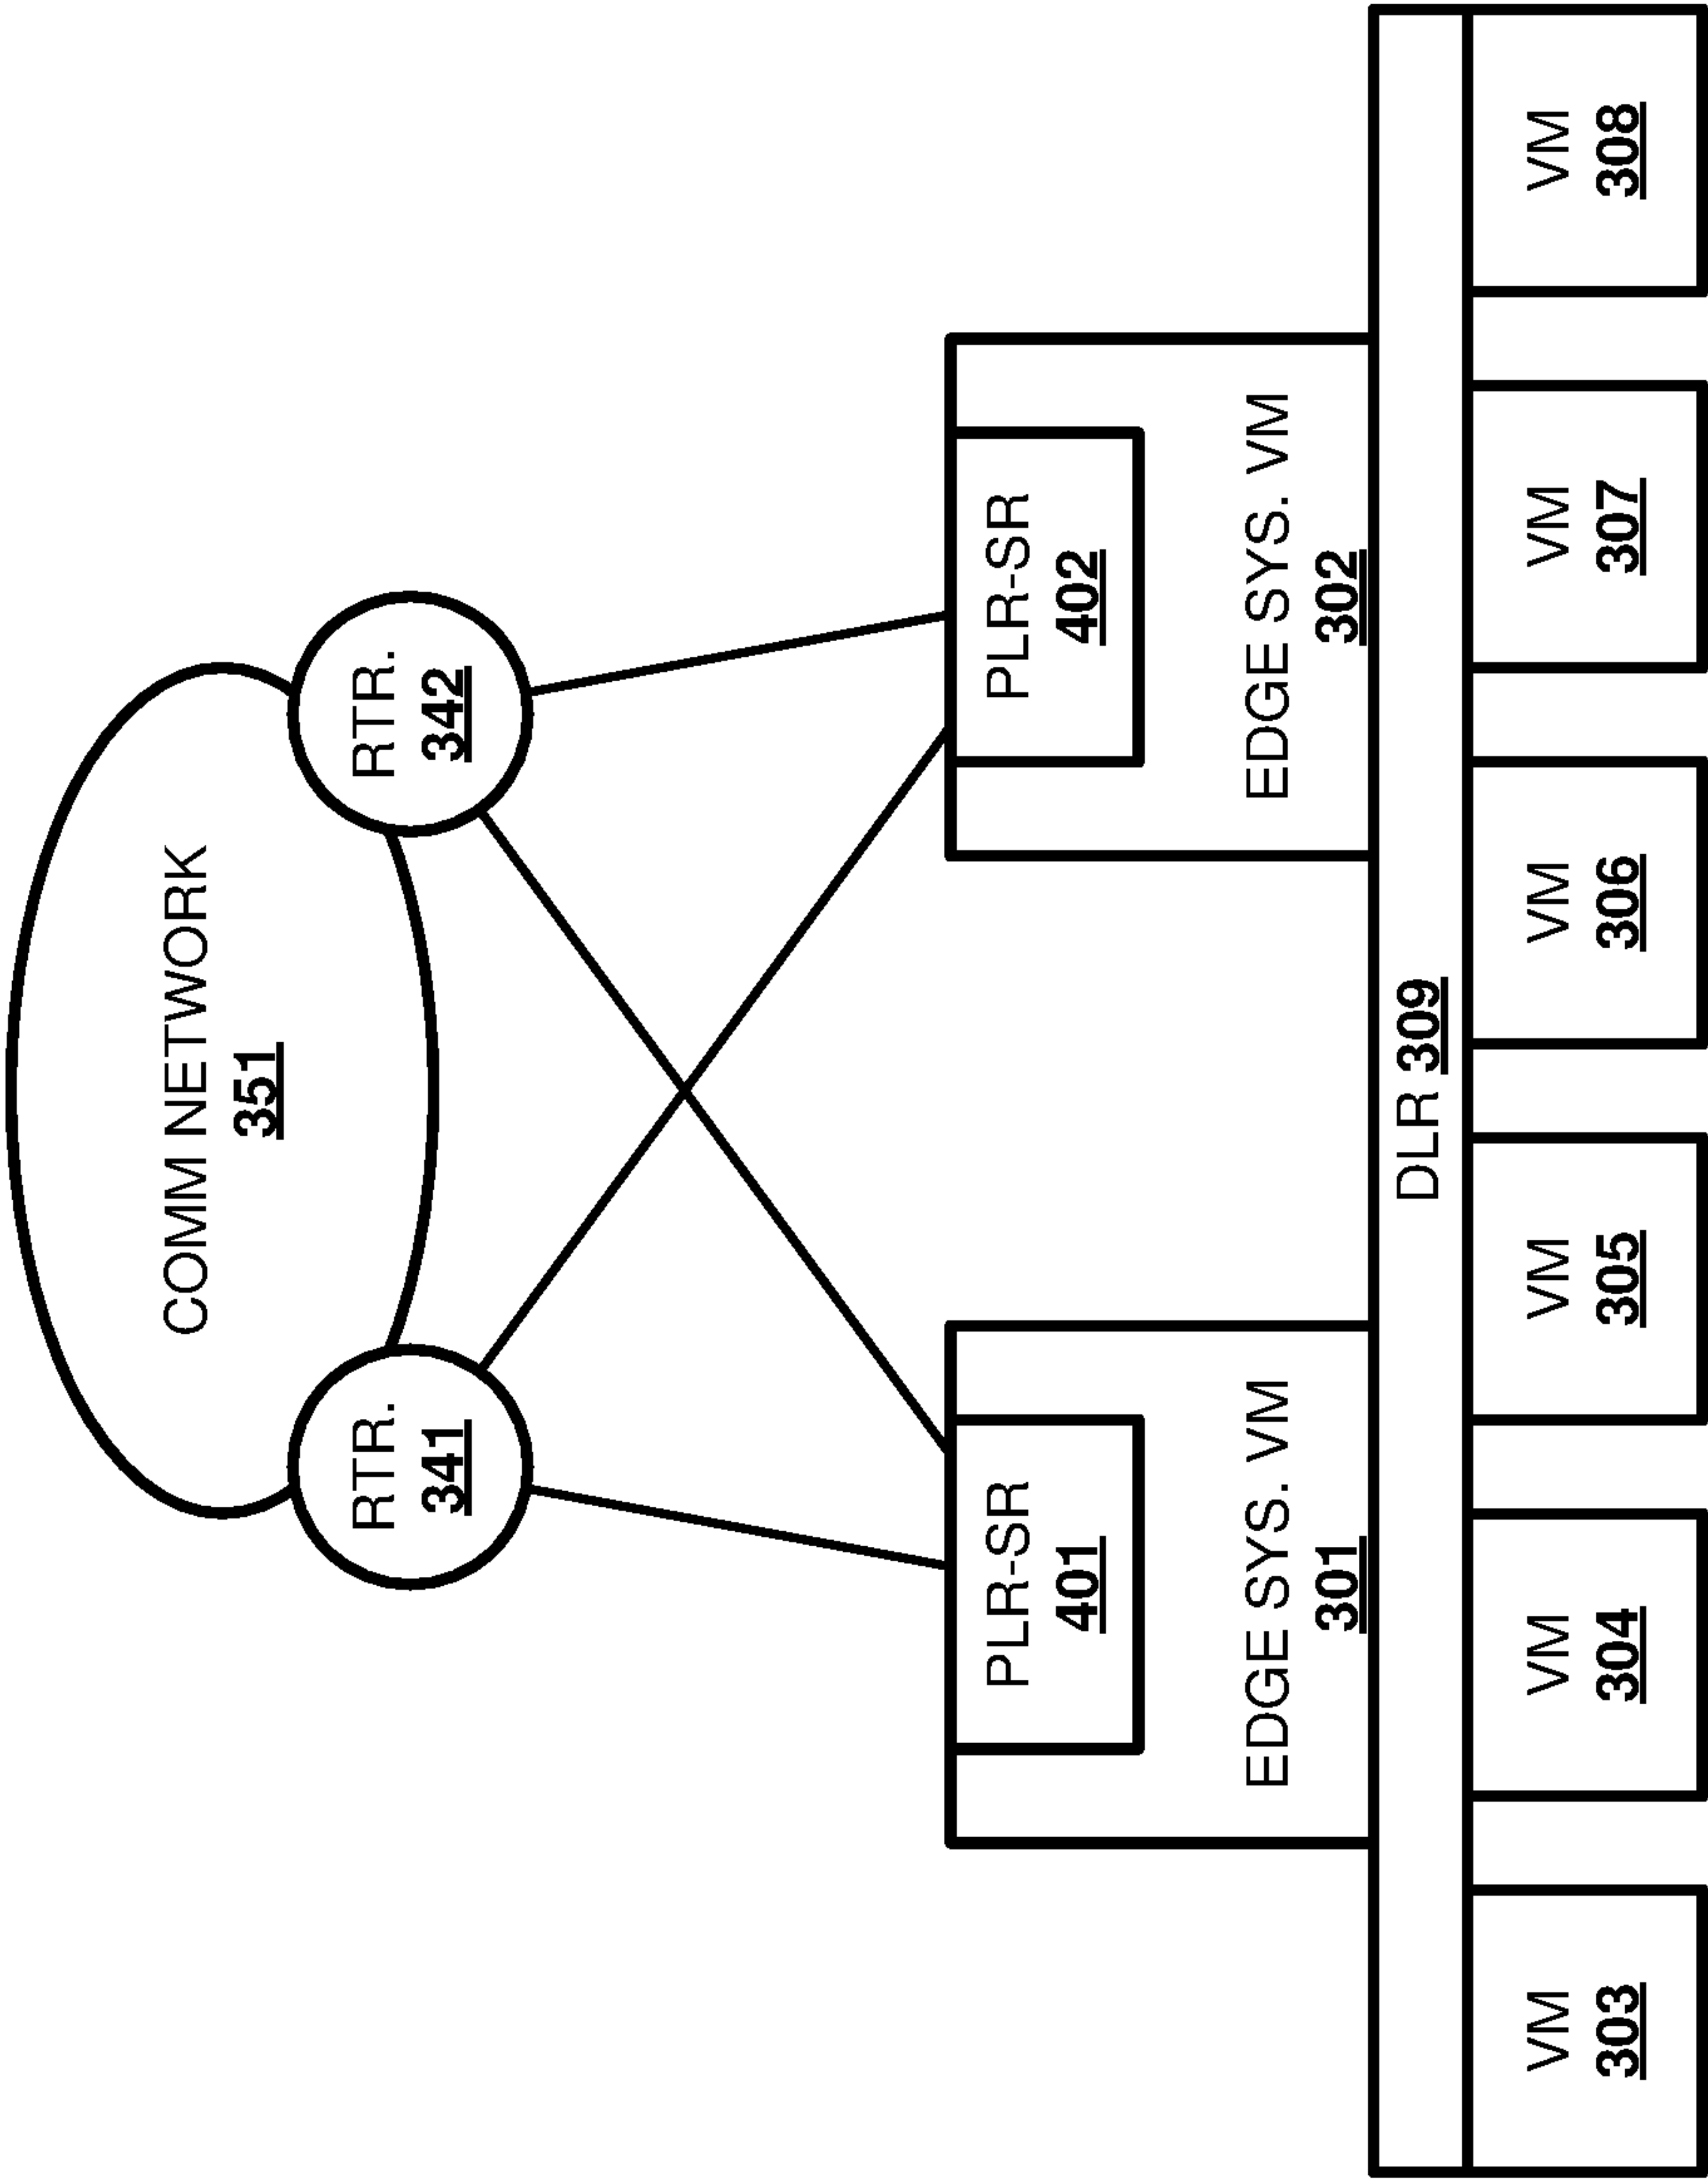 COMM NETWORK
351
RTR.
341
RTR.
342
PLR-SR
401
PLR-SR
402
EDGE SYS. VM
301
EDGE SYS. VM
302
DLR 309
VM
303
VM
304
VM
305
VM
306
VM
307
VM
308